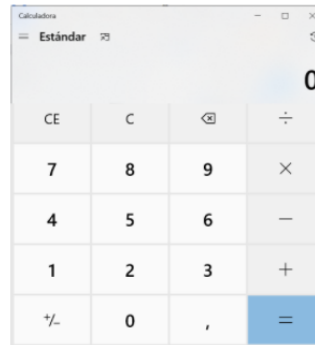 Calculadora
Estándar
0
CE C ÷
7 8 9 ×
4 5 6 −
1 2 3 +
+/− 0 , =